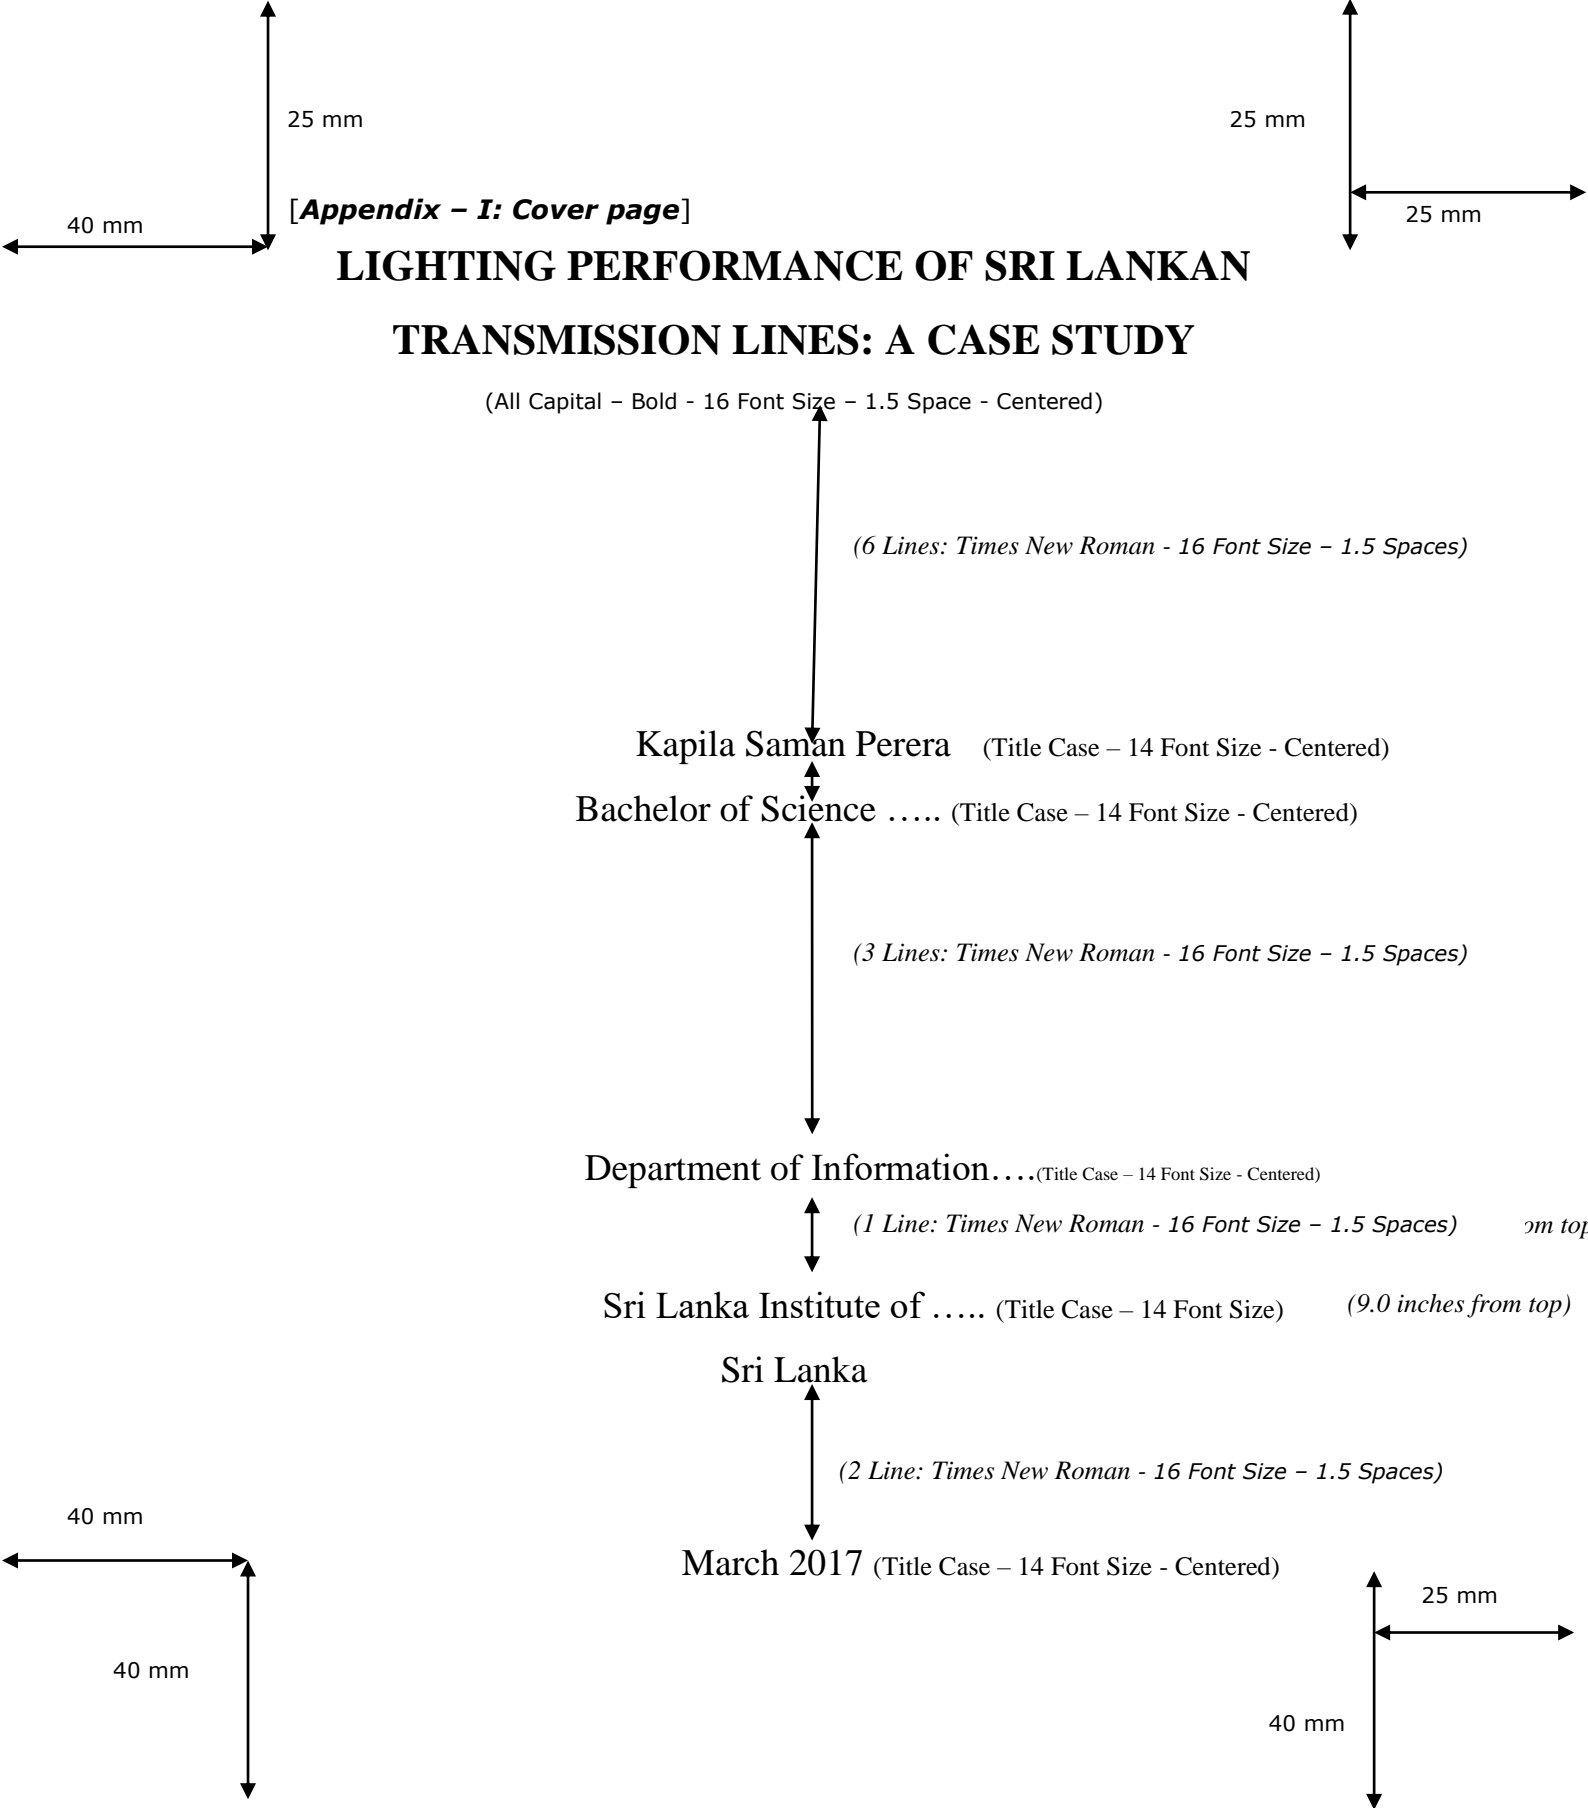 25 mm
25 mm
[Appendix – I: Cover page]
40 mm
25 mm
LIGHTING PERFORMANCE OF SRI LANKAN
TRANSMISSION LINES: A CASE STUDY
(All Capital – Bold - 16 Font Size – 1.5 Space - Centered)
(6 Lines: Times New Roman - 16 Font Size – 1.5 Spaces)
Kapila Saman Perera (Title Case – 14 Font Size - Centered)
Bachelor of Science ….. (Title Case – 14 Font Size - Centered)
(3 Lines: Times New Roman - 16 Font Size – 1.5 Spaces)
Department of Information….(Title Case – 14 Font Size - Centered)
(1 Line: Times New Roman - 16 Font Size – 1.5 Spaces)
Sri Lanka Institute of ….. (Title Case – 14 Font Size) (9.0 inches from top)
Sri Lanka
(2 Line: Times New Roman - 16 Font Size – 1.5 Spaces)
40 mm
March 2017 (Title Case – 14 Font Size - Centered)
25 mm
40 mm
40 mm